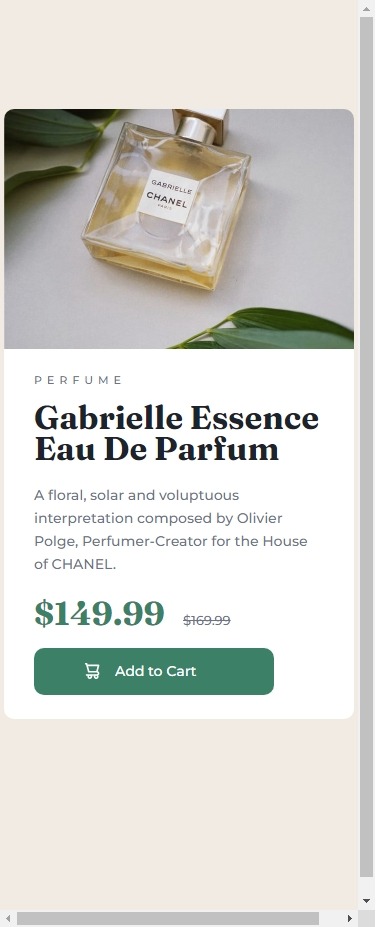 GABRIELLE
CHANEL
PARIS
PERFUME
Gabrielle Essence
Eau De Parfum
A floral, solar and voluptuous
interpretation composed by Olivier
Polge, Perfumer-Creator for the House
of CHANEL.
$149.99 $169.99
Add to Cart